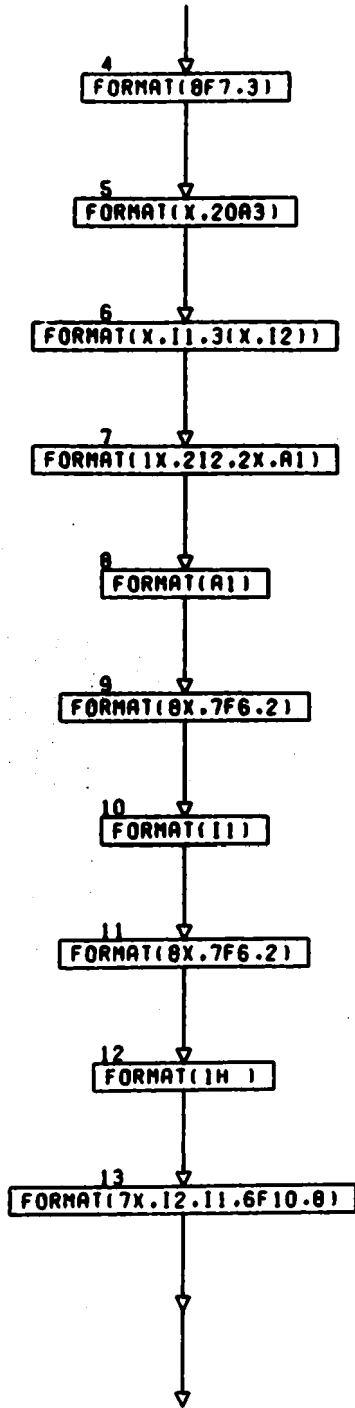 4
FORMAT(8F7.3)
5
FORMAT(X.20A3)
6
FORMAT(X.I1.3(X.I2))
7
FORMAT(1X.2I2.2X.A1)
8
FORMAT(A1)
9
FORMAT(8X.7F6.2)
10
FORMAT(I1)
11
FORMAT(8X.7F6.2)
12
FORMAT(1H )
13
FORMAT(7X.I2.I1.6F10.8)